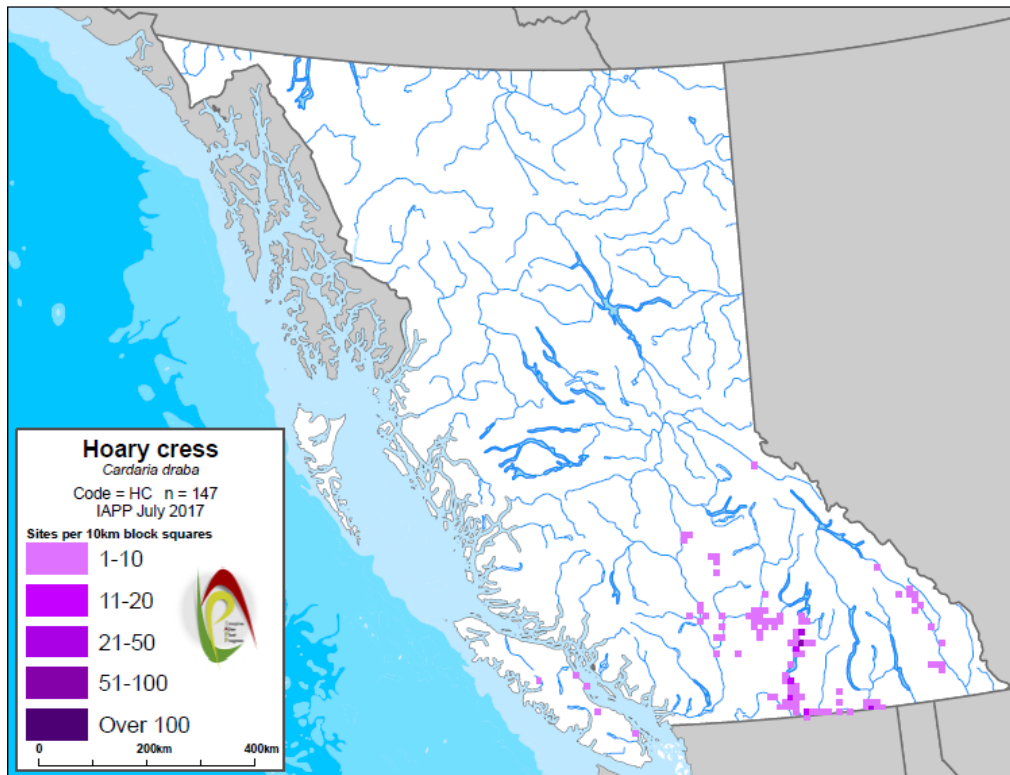 Hoary cress
Cardaria draba
Code = HC n = 147
IAPP July 2017
Sites per 10km block squares
1-10
11-20
21-50
51-100
Over 100
0 200km 400km